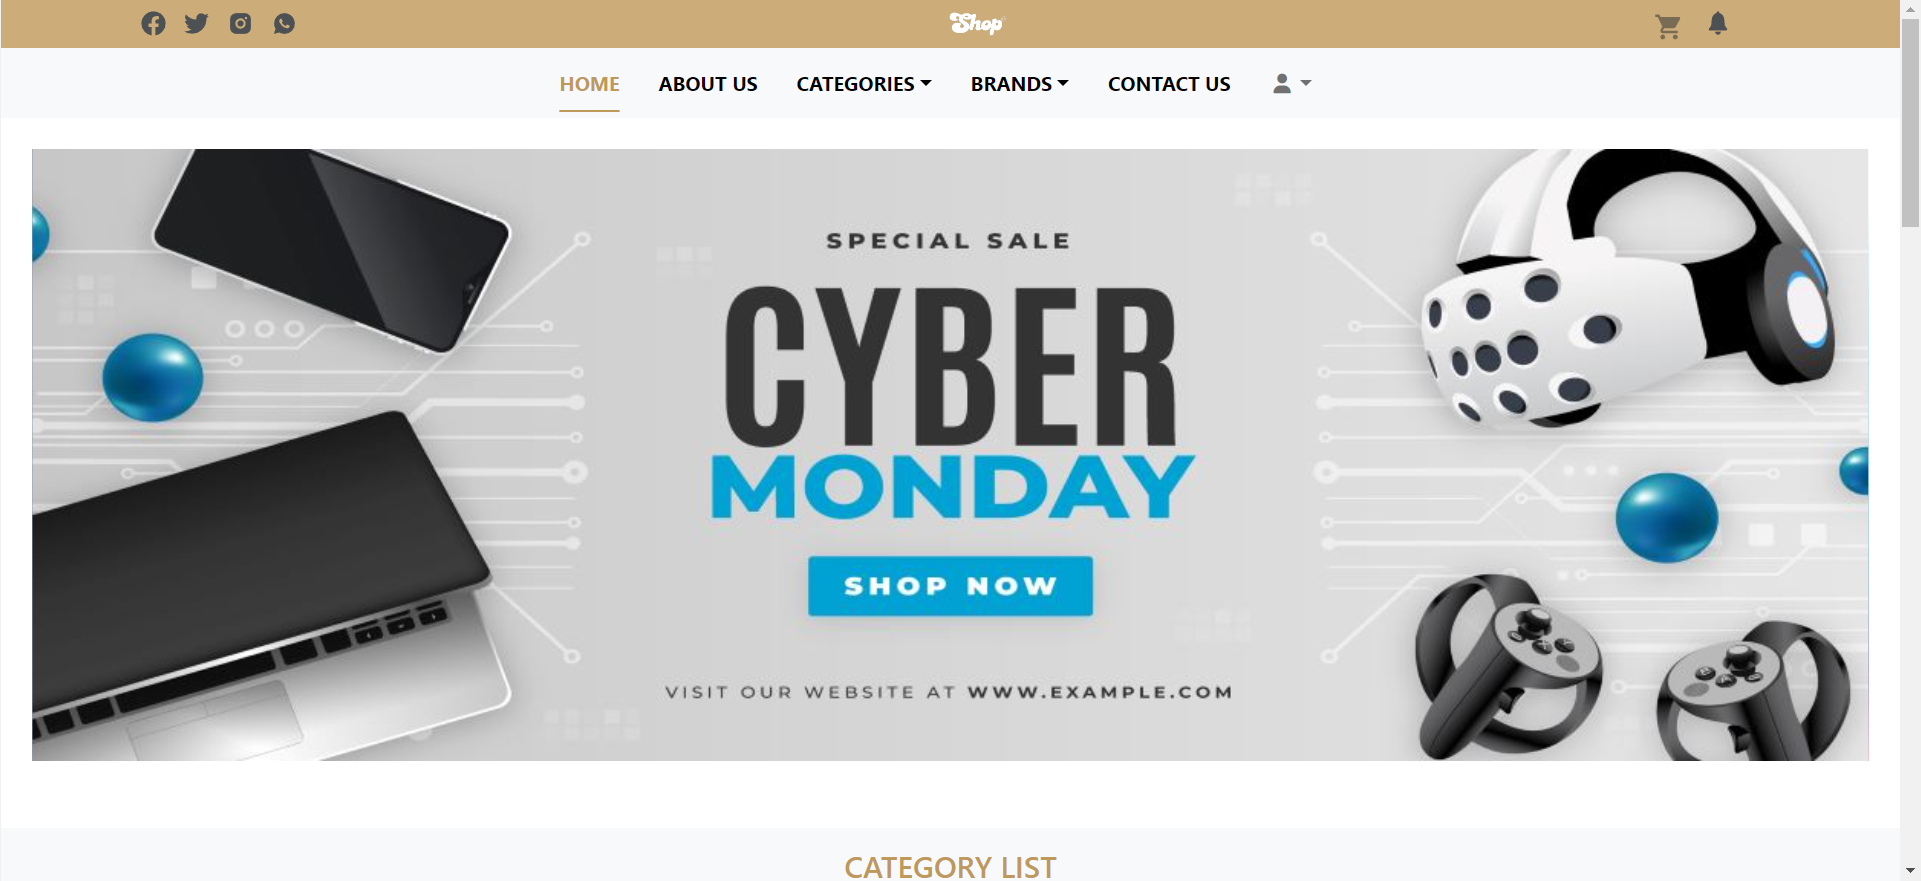 Shop
HOME ABOUT US CATEGORIES BRANDS CONTACT US
SPECIAL SALE
CYBER
MONDAY
SHOP NOW
VISIT OUR WEBSITE AT WWW.EXAMPLE.COM
CATEGORY LIST